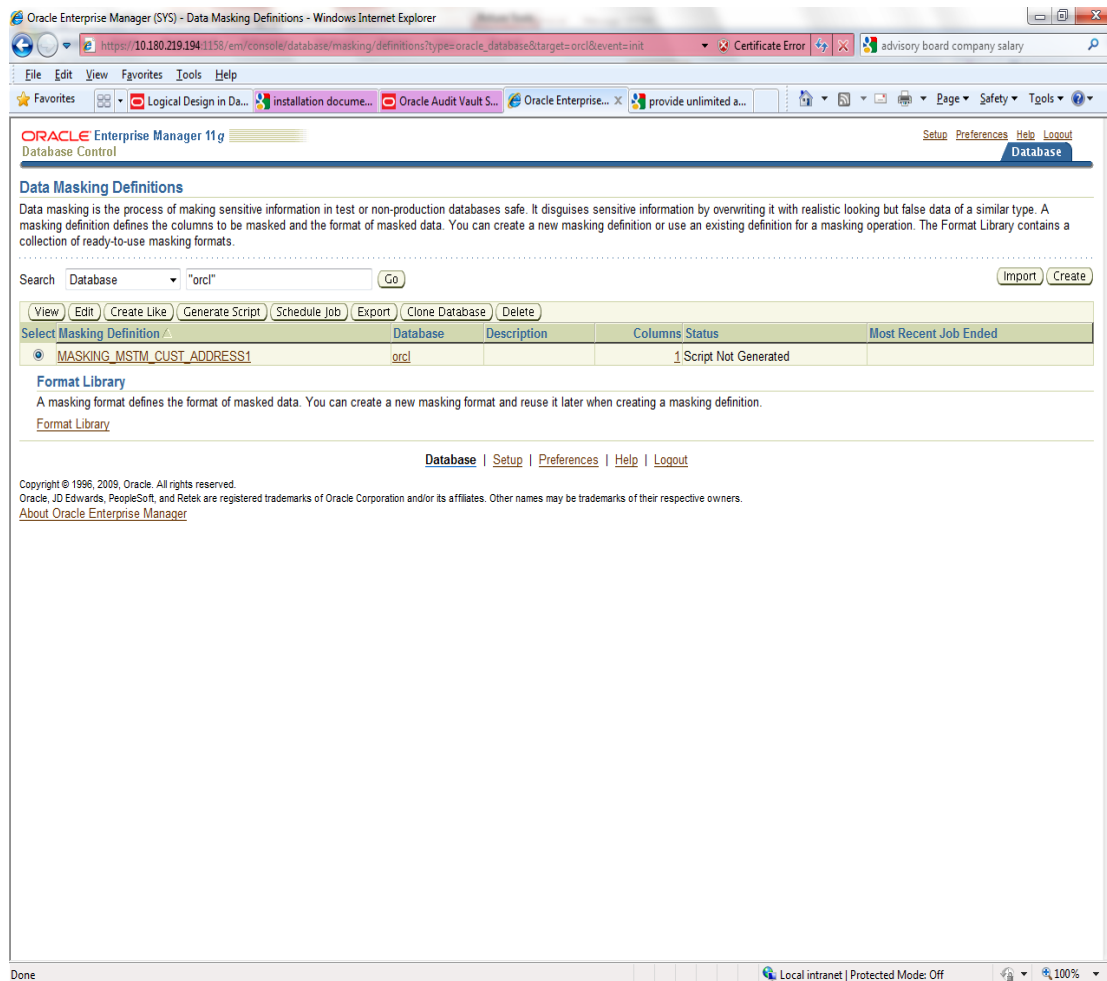 Oracle Enterprise Manager (SYS) - Data Masking Definitions - Windows Internet Explorer
https://10.180.219.194:1158/em/console/database/masking/definitions?type=oracle_database&target=orcl&event=init Certificate Error advisory board company salary
File Edit View Favorites Tools Help
Favorites Logical Design in Da... installation docume... Oracle Audit Vault S... Oracle Enterprise... X provide unlimited a... Page Safety Tools
ORACLE Enterprise Manager 11g Setup Preferences Help Logout
Database Control Database
Data Masking Definitions
Data masking is the process of making sensitive information in test or non-production databases safe. It disguises sensitive information by overwriting it with realistic looking but false data of a similar type. A
masking definition defines the columns to be masked and the format of masked data. You can create a new masking definition or use an existing definition for a masking operation. The Format Library contains a
collection of ready-to-use masking formats.
Search Database "orcl" Go Import Create
View Edit Create Like Generate Script Schedule Job Export Clone Database Delete
Select Masking Definition Database Description Columns Status Most Recent Job Ended
MASKING_MSTM_CUST_ADDRESS1 orcl 1 Script Not Generated
Format Library
A masking format defines the format of masked data. You can create a new masking format and reuse it later when creating a masking definition.
Format Library
Database | Setup | Preferences | Help | Logout
Copyright © 1996, 2009, Oracle. All rights reserved.
Oracle, JD Edwards, PeopleSoft, and Retek are registered trademarks of Oracle Corporation and/or its affiliates. Other names may be trademarks of their respective owners.
About Oracle Enterprise Manager
Done Local intranet | Protected Mode: Off 100%